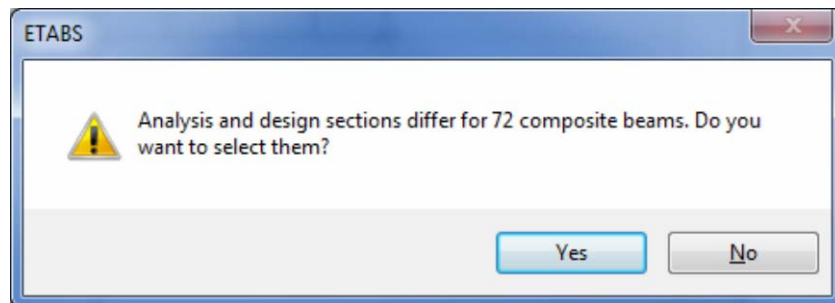 ETABS
Analysis and design sections differ for 72 composite beams. Do you
want to select them?
Yes
No